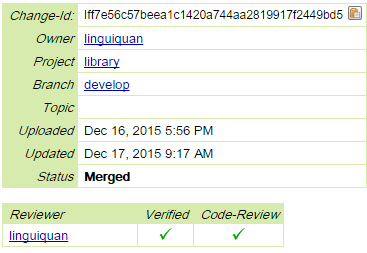 Change-Id: Iff7e56c57beea1c1420a744aa2819917f2449bd5
Owner linguiquan
Project library
Branch develop
Topic
Uploaded Dec 16, 2015 5:56 PM
Updated Dec 17, 2015 9:17 AM
Status Merged
Reviewer Verified Code-Review
linguiquan